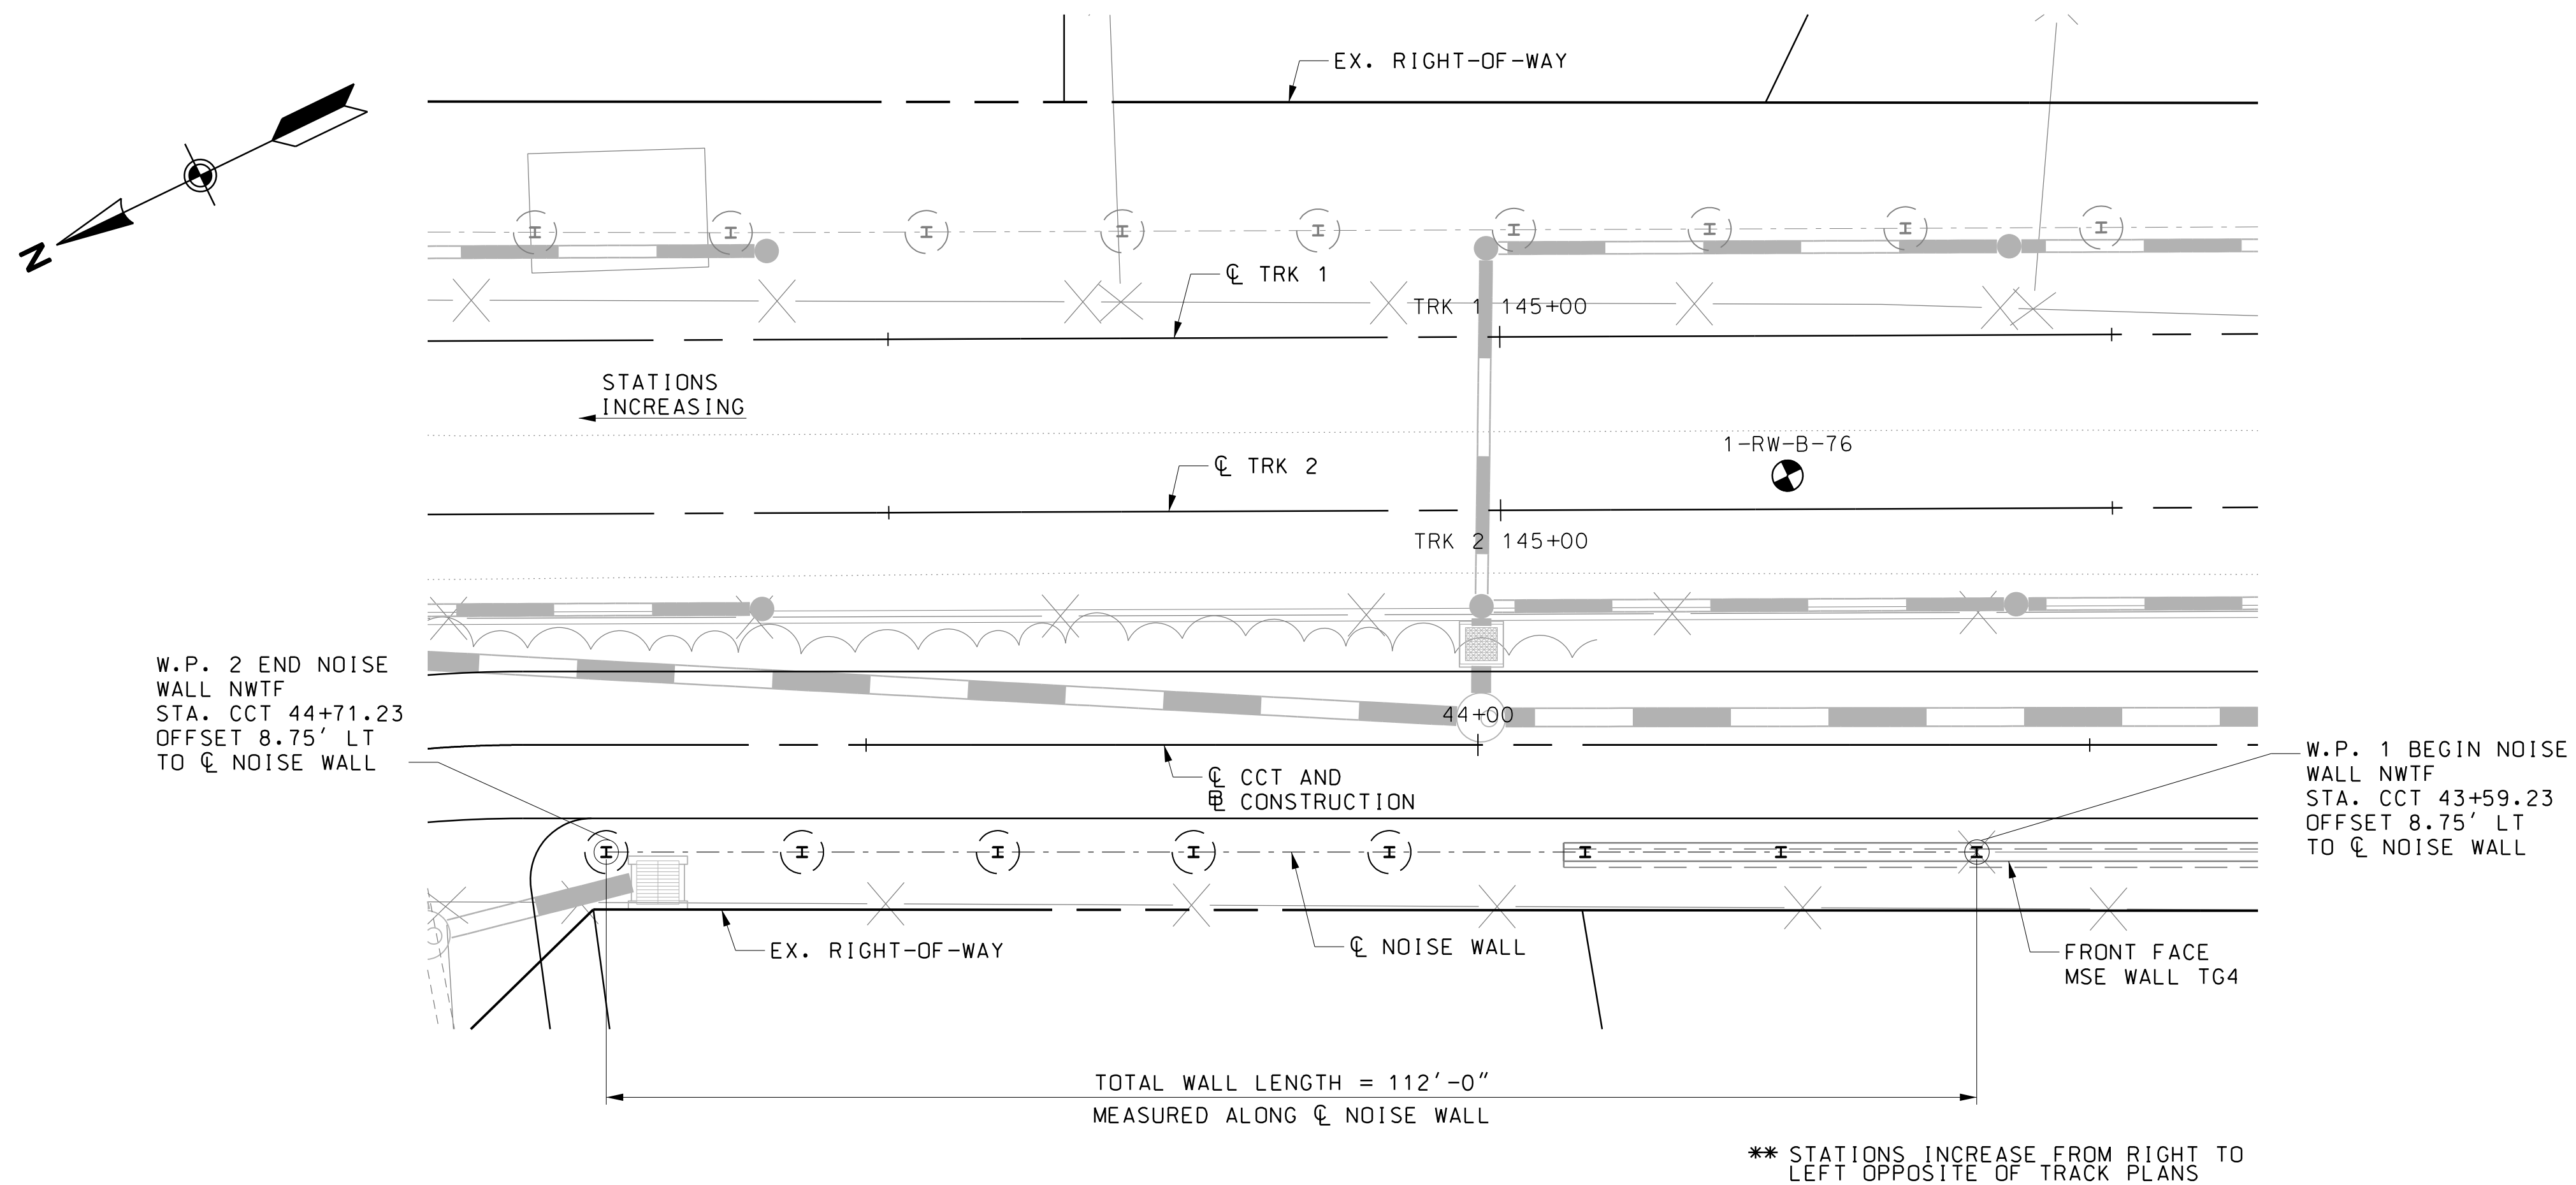 EX. RIGHT-OF-WAY
N
℄ TRK 1
TRK 1 145+00
STATIONS
INCREASING
1-RW-B-76
℄ TRK 2
TRK 2 145+00
W.P. 2 END NOISE
WALL NWTF
STA. CCT 44+71.23
OFFSET 8.75' LT
TO ℄ NOISE WALL
44+00
℄ CCT AND
BL CONSTRUCTION
W.P. 1 BEGIN NOISE
WALL NWTF
STA. CCT 43+59.23
OFFSET 8.75' LT
TO ℄ NOISE WALL
EX. RIGHT-OF-WAY
℄ NOISE WALL
FRONT FACE
MSE WALL TG4
TOTAL WALL LENGTH = 112'-0"
MEASURED ALONG ℄ NOISE WALL
** STATIONS INCREASE FROM RIGHT TO
LEFT OPPOSITE OF TRACK PLANS